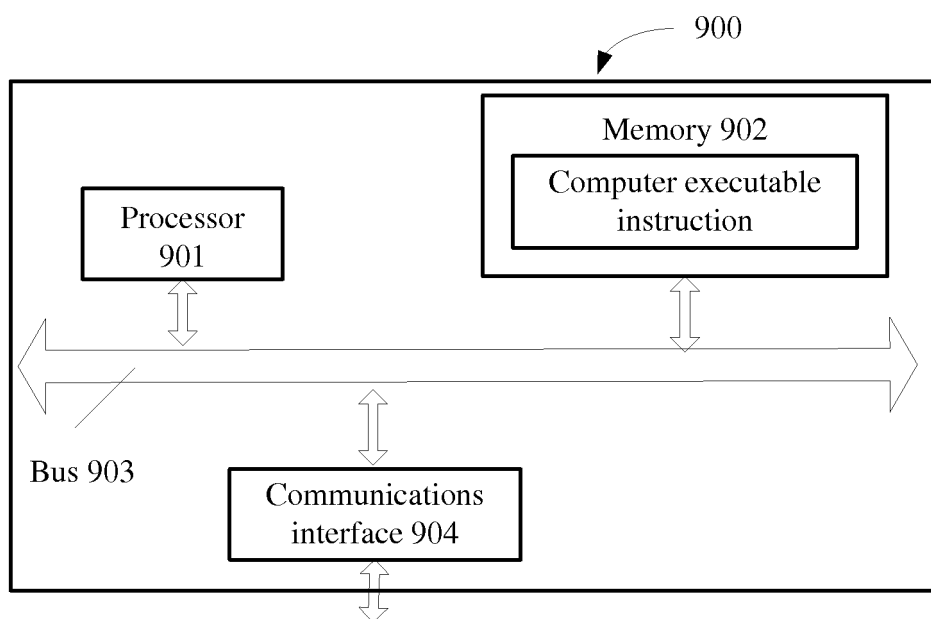 900
Memory 902
Computer executable
instruction
Processor
901
Bus 903
Communications
interface 904